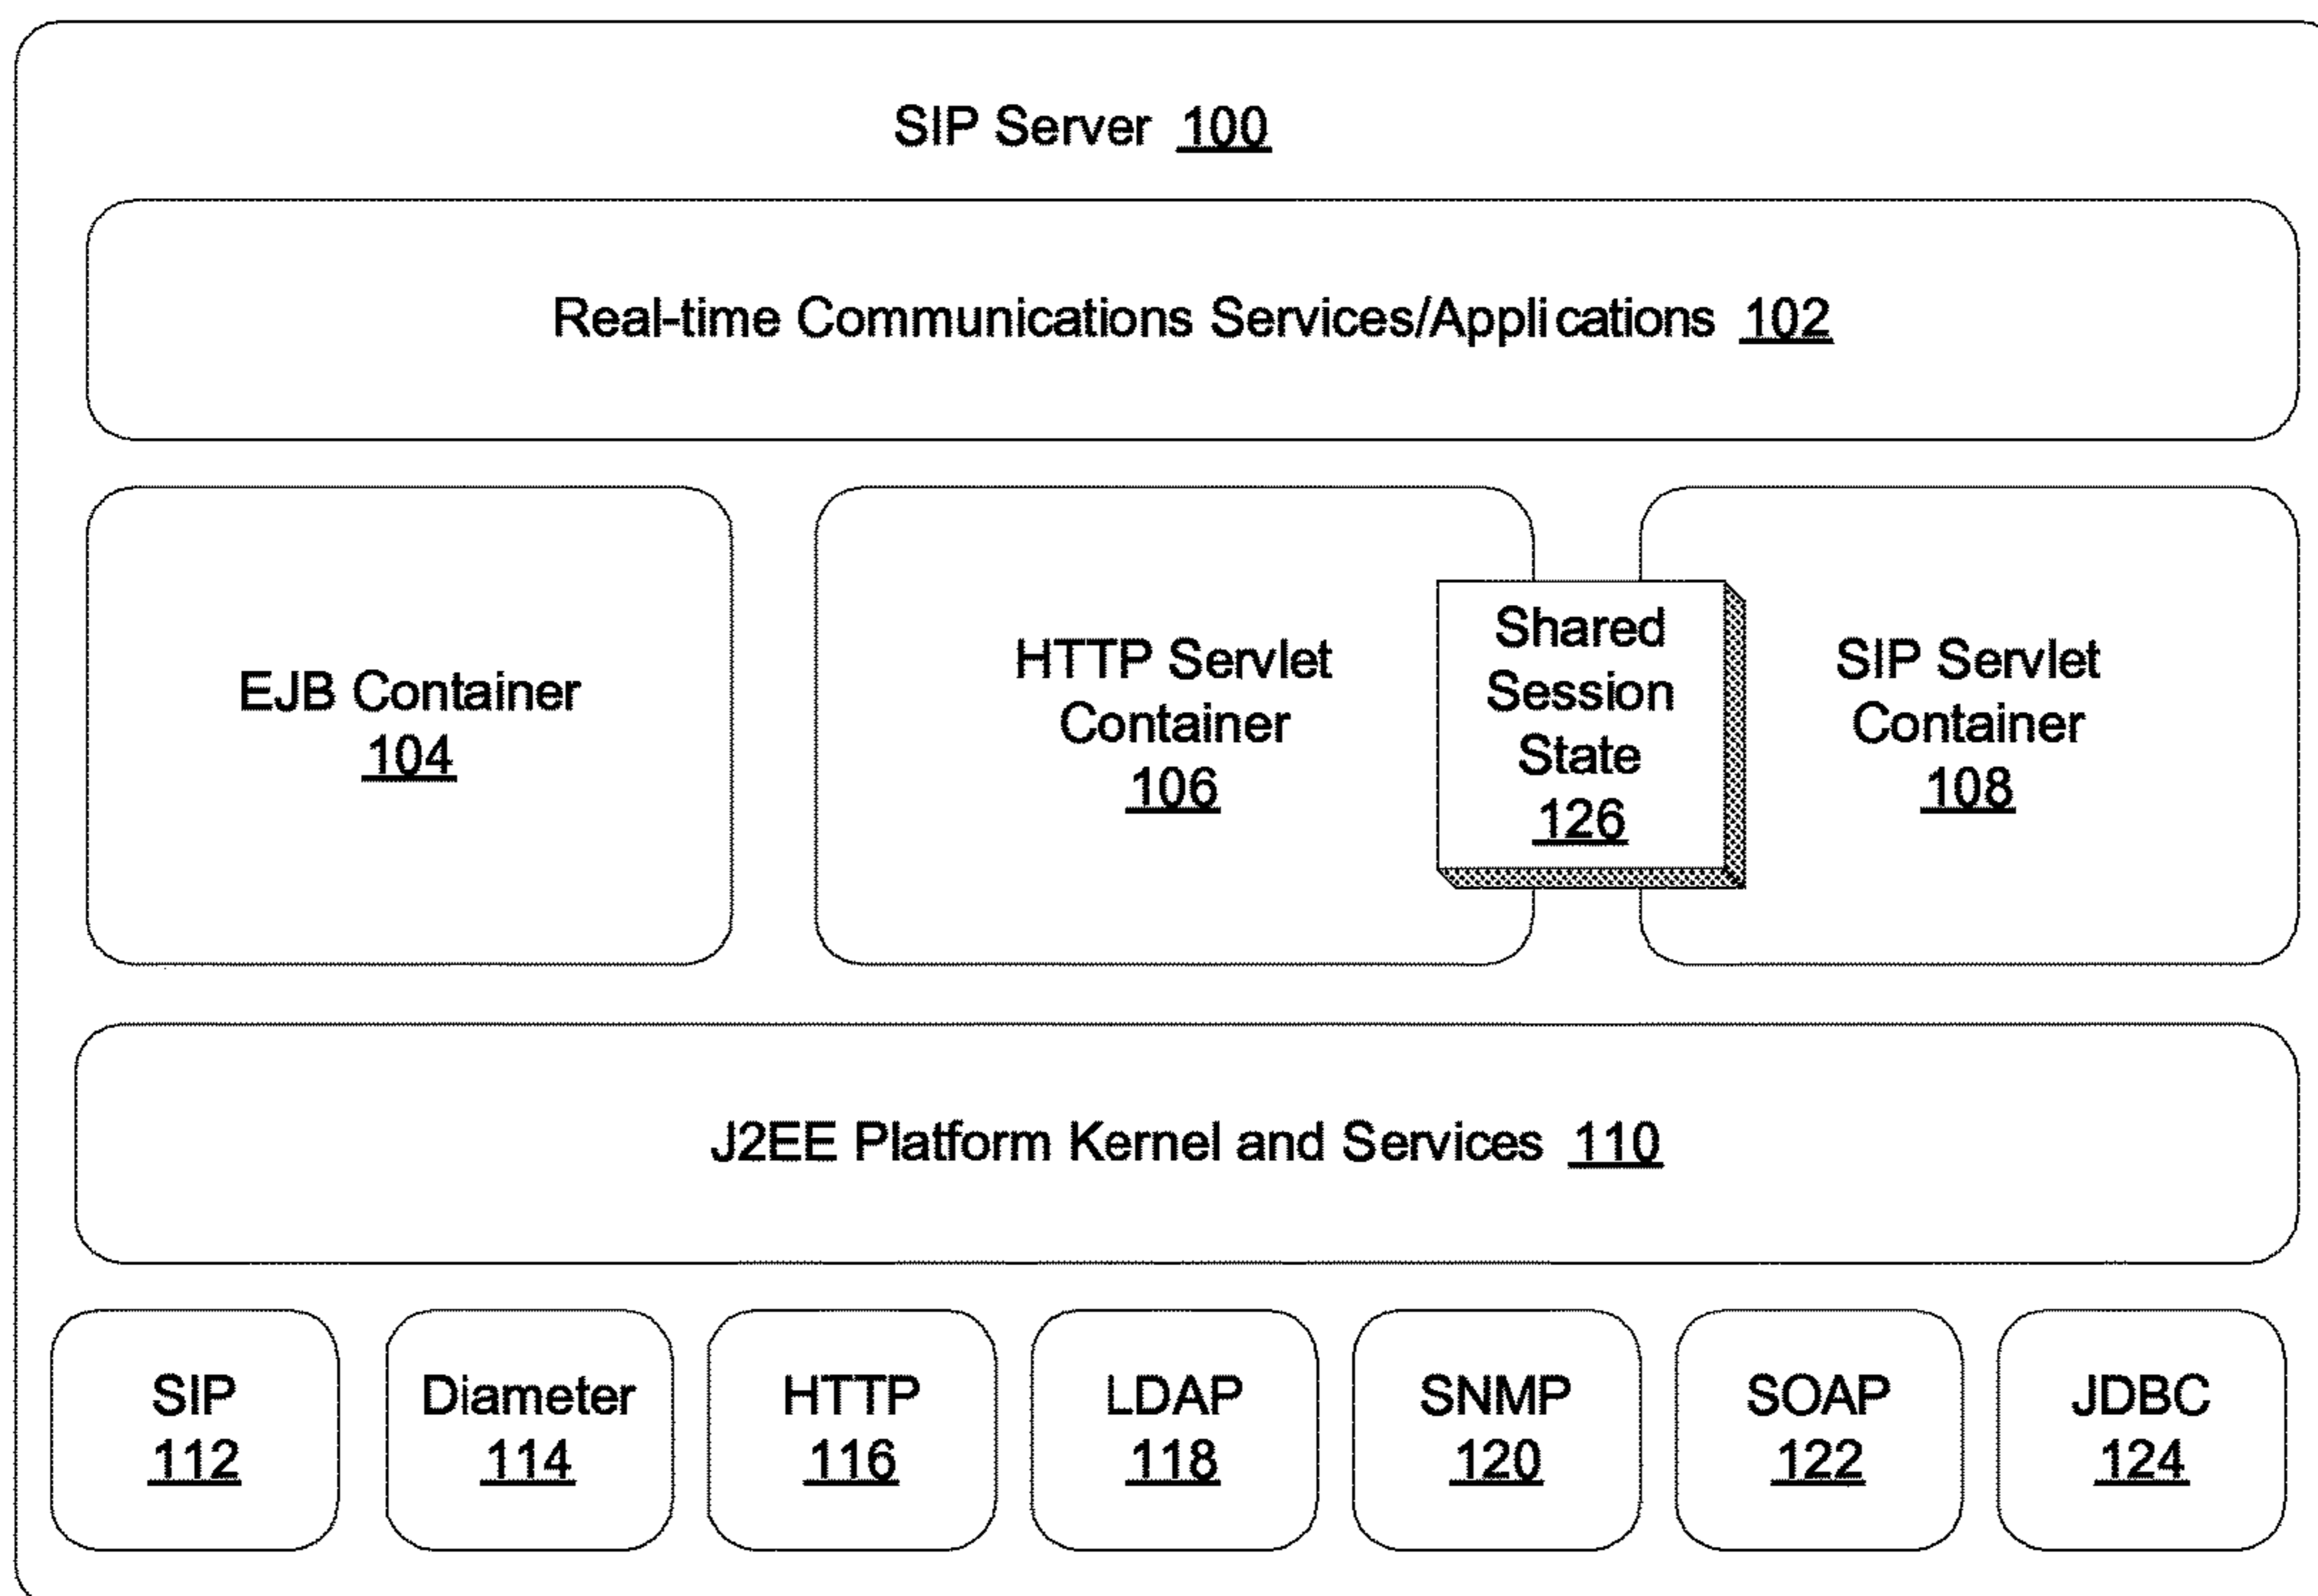 SIP Server 100
Real-time Communications Services/Applications 102
EJB Container
104
HTTP Servlet
Container
106
Shared
Session
State
126
SIP Servlet
Container
108
J2EE Platform Kernel and Services 110
SIP
112
Diameter
114
HTTP
116
LDAP
118
SNMP
120
SOAP
122
JDBC
124